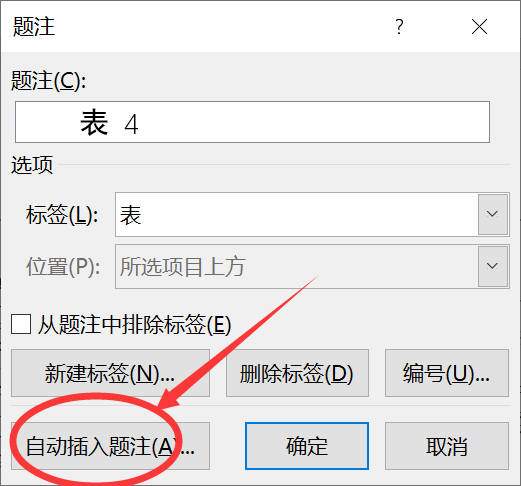 题注
题注(C):
表 4
选项
标签(L): 表
位置(P): 所选项目上方
从题注中排除标签(E)
新建标签(N)... 删除标签(D) 编号(U)...
自动插入题注(A)... 确定 取消